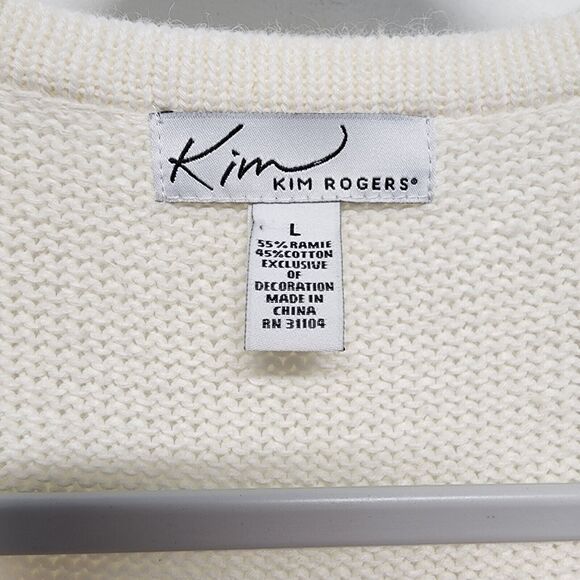 Kim
KIM ROGERS®
L
55% RAMIE
45% COTTON
EXCLUSIVE
OF
DECORATION
MADE IN
CHINA
RN 31104